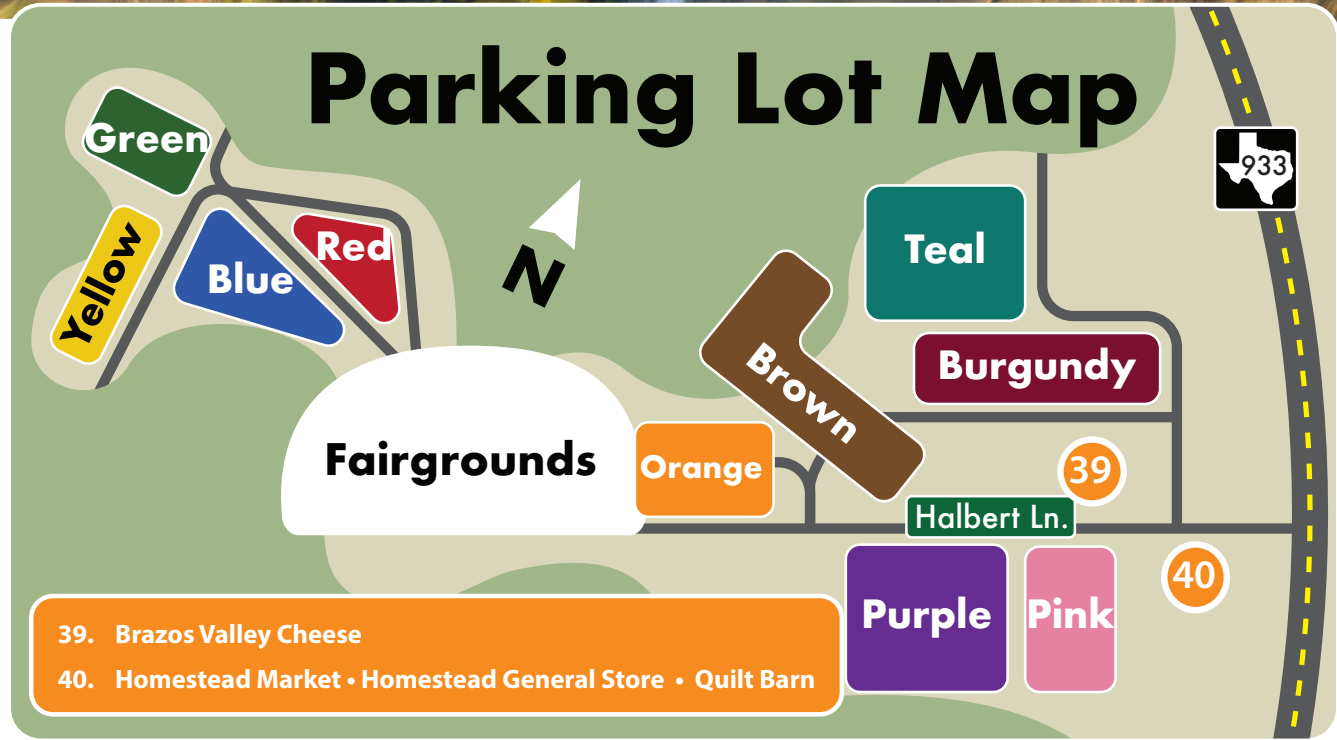 Parking Lot Map
Green
933
Yellow
Blue
Red
N
Teal
Brown
Burgundy
Fairgrounds
Orange
39
Halbert Ln.
40
Purple
Pink
39. Brazos Valley Cheese
40. Homestead Market • Homestead General Store • Quilt Barn